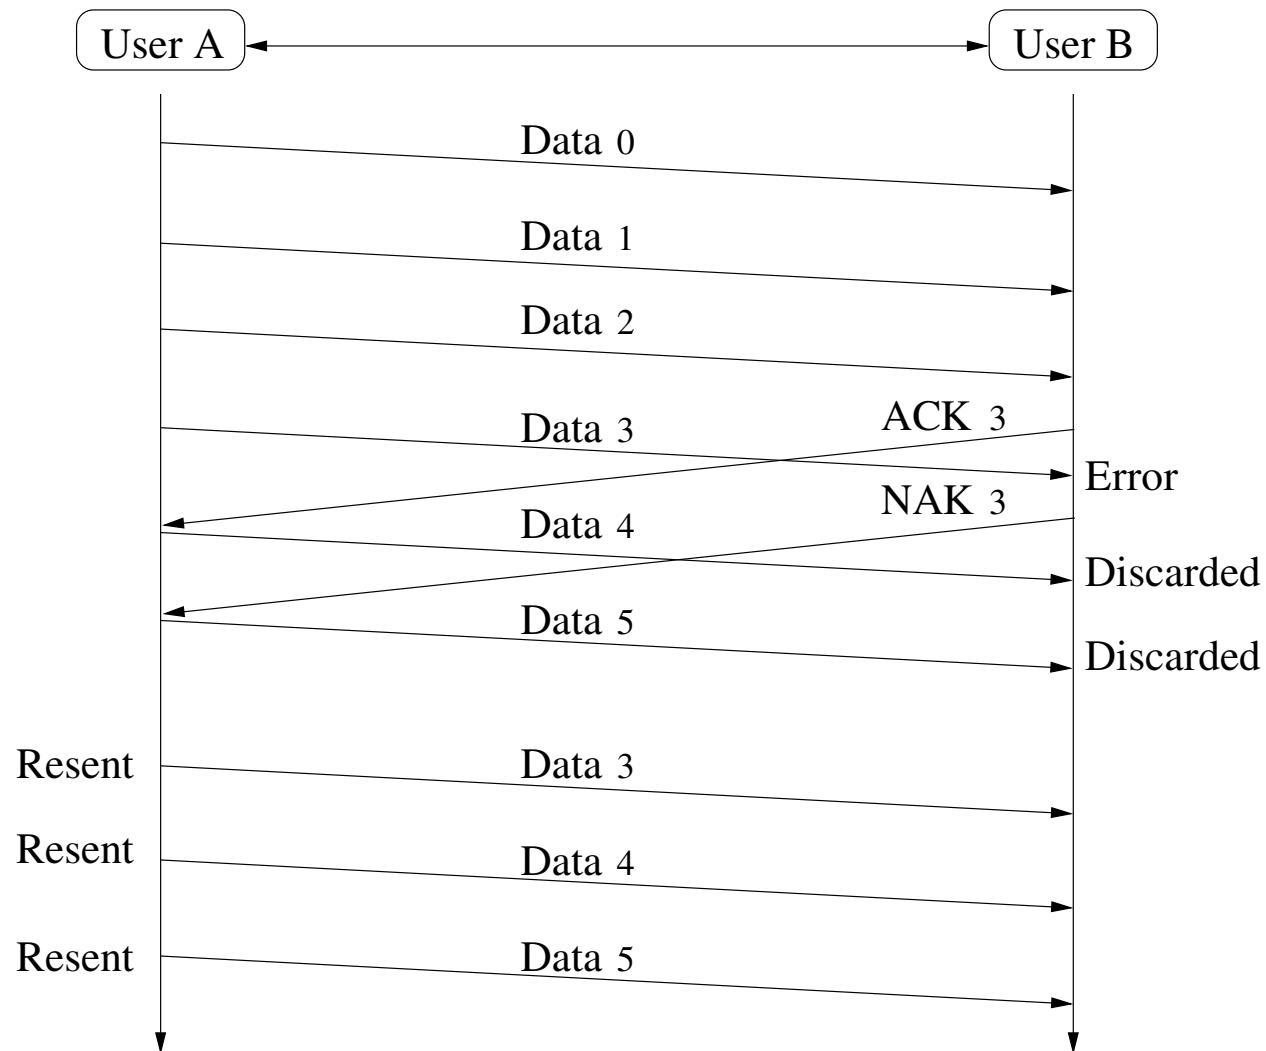 User A User B
Data 0
Data 1
Data 2
ACK 3
Data 3
Error
NAK 3
Data 4
Discarded
Data 5
Discarded
Resent Data 3
Resent Data 4
Resent Data 5